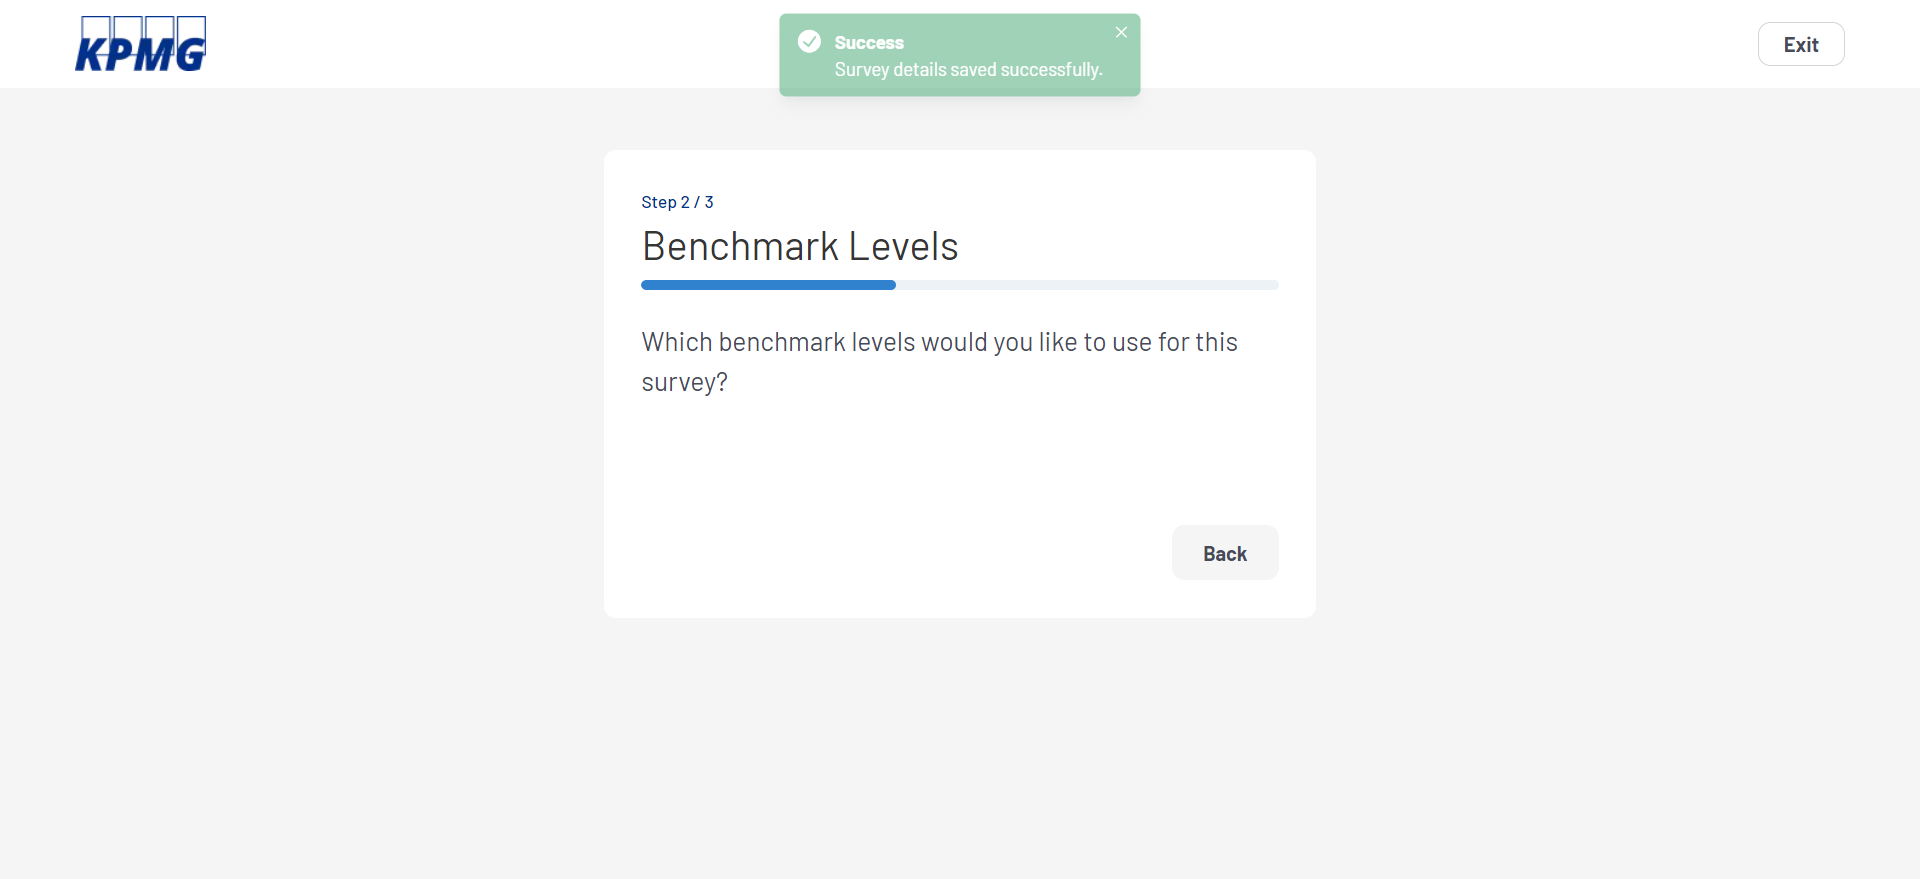 KPMG
Success
Survey details saved successfully.
Exit
Step 2 / 3
Benchmark Levels
Which benchmark levels would you like to use for this
survey?
Back